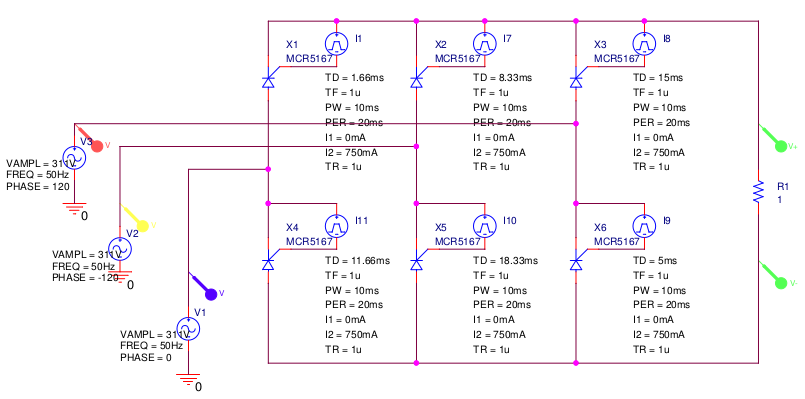 X1
MCR5167
I1
TD = 1.66ms
TF = 1u
PW = 10ms
PER = 20ms
I1 = 0mA
I2 = 750mA
TR = 1u
X2
MCR5167
I7
TD = 8.33ms
TF = 1u
PW = 10ms
PER = 20ms
I1 = 0mA
I2 = 750mA
TR = 1u
X3
MCR5167
I8
TD = 15ms
TF = 1u
PW = 10ms
PER = 20ms
I1 = 0mA
I2 = 750mA
TR = 1u
V3
V
VAMPL = 311V
FREQ = 50Hz
PHASE = 120
0
V2
V
VAMPL = 311V
FREQ = 50Hz
PHASE = -120
0
V1
V
VAMPL = 311V
FREQ = 50Hz
PHASE = 0
0
X4
MCR5167
I11
TD = 11.66ms
TF = 1u
PW = 10ms
PER = 20ms
I1 = 0mA
I2 = 750mA
TR = 1u
X5
MCR5167
I10
TD = 18.33ms
TF = 1u
PW = 10ms
PER = 20ms
I1 = 0mA
I2 = 750mA
TR = 1u
X6
MCR5167
I9
TD = 5ms
TF = 1u
PW = 10ms
PER = 20ms
I1 = 0mA
I2 = 750mA
TR = 1u
V+
R1
1
V-